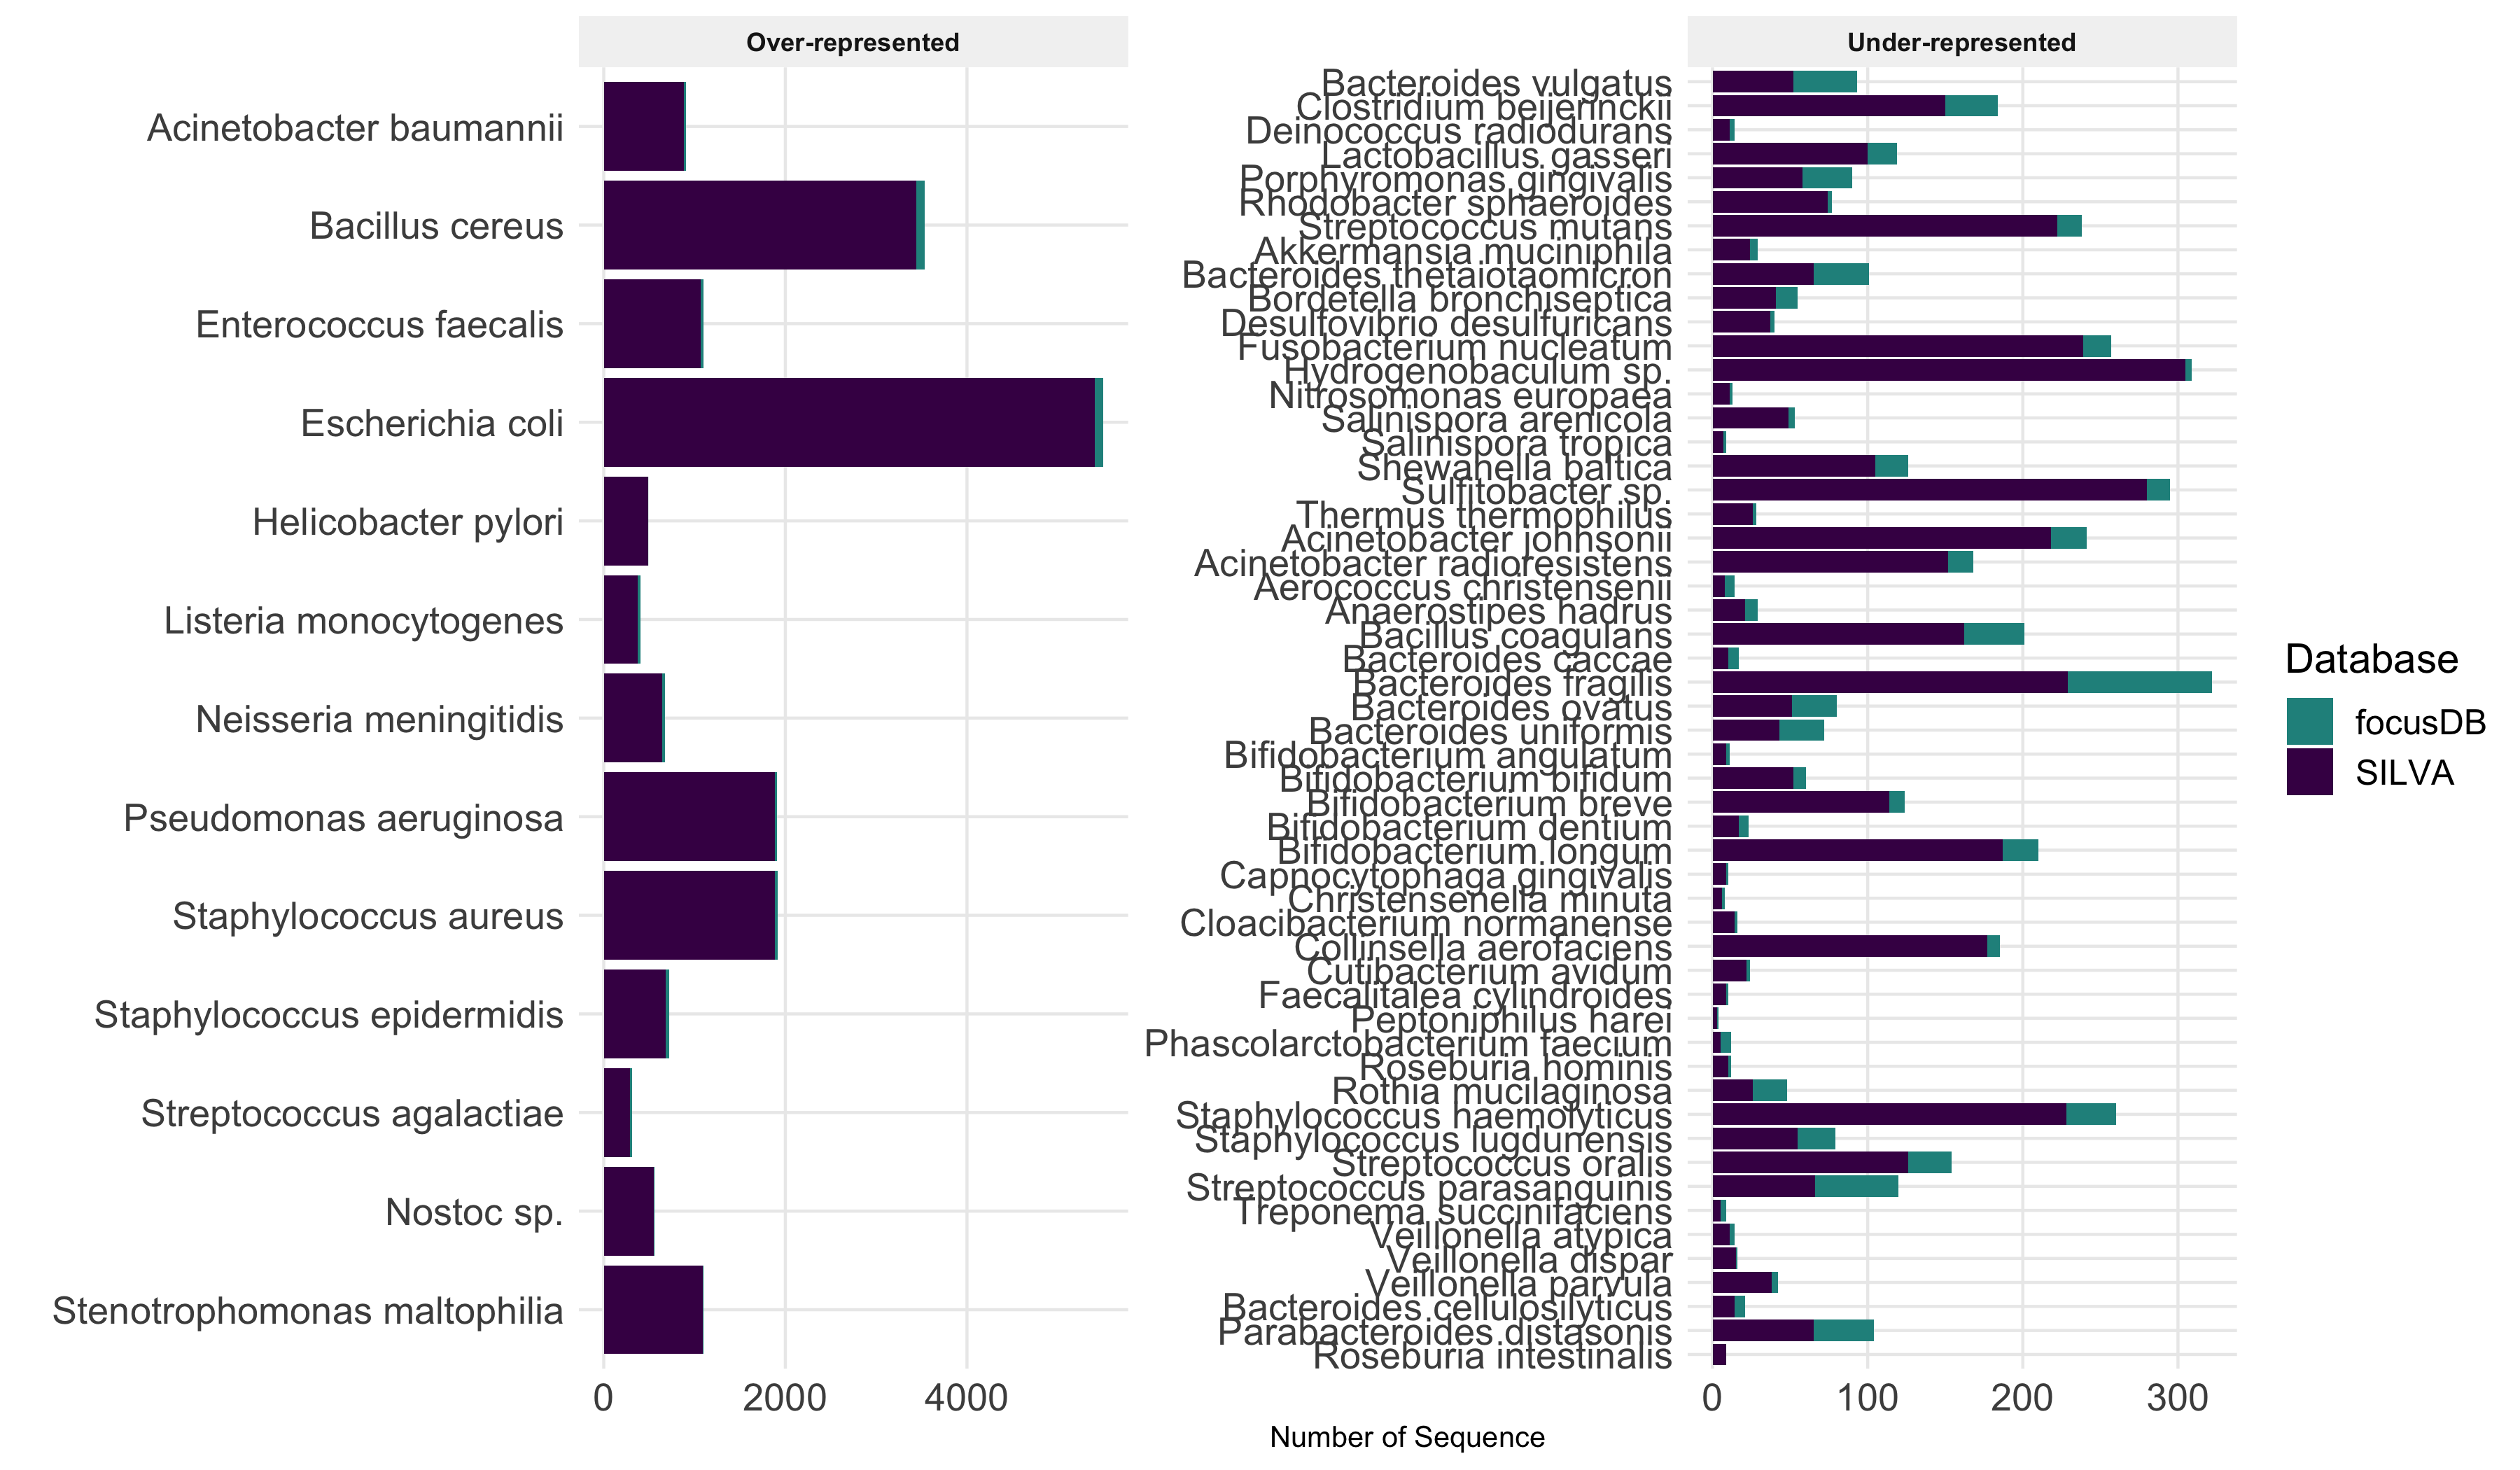 Over-represented
Acinetobacter baumannii
Bacillus cereus
Enterococcus faecalis
Escherichia coli
Helicobacter pylori
Listeria monocytogenes
Neisseria meningitidis
Pseudomonas aeruginosa
Staphylococcus aureus
Staphylococcus epidermidis
Streptococcus agalactiae
Nostoc sp.
Stenotrophomonas maltophilia
0 2000 4000
Under-represented
Bacteroides vulgatus
Clostridium beijerinckii
Deinococcus radiodurans
Lactobacillus gasseri
Porphyromonas gingivalis
Rhodobacter sphaeroides
Streptococcus mutans
Akkermansia muciniphila
Bacteroides thetaiotaomicron
Bordetella bronchiseptica
Desulfovibrio desulfuricans
Fusobacterium nucleatum
Hydrogenobaculum sp.
Nitrosomonas europaea
Salinispora arenicola
Salinispora tropica
Shewanella baltica
Sulfitobacter sp.
Thermus thermophilus
Acinetobacter johnsonii
Acinetobacter radioresistens
Aerococcus christensenii
Anaerostipes hadrus
Bacillus coagulans
Bacteroides caccae
Bacteroides fragilis
Bacteroides ovatus
Bacteroides uniformis
Bifidobacterium angulatum
Bifidobacterium bifidum
Bifidobacterium breve
Bifidobacterium dentium
Bifidobacterium longum
Capnocytophaga gingivalis
Christensenella minuta
Cloacibacterium normanense
Collinsella aerofaciens
Cutibacterium avidum
Faecalitalea cylindroides
Peptoniphilus harei
Phascolarctobacterium faecium
Roseburia hominis
Rothia mucilaginosa
Staphylococcus haemolyticus
Staphylococcus lugdunensis
Streptococcus oralis
Streptococcus parasanguinis
Treponema succinifaciens
Veillonella atypica
Veillonella dispar
Veillonella parvula
Bacteroides cellulosilyticus
Parabacteroides distasonis
Roseburia intestinalis
0 100 200 300
Number of Sequence
Database
focusDB
SILVA